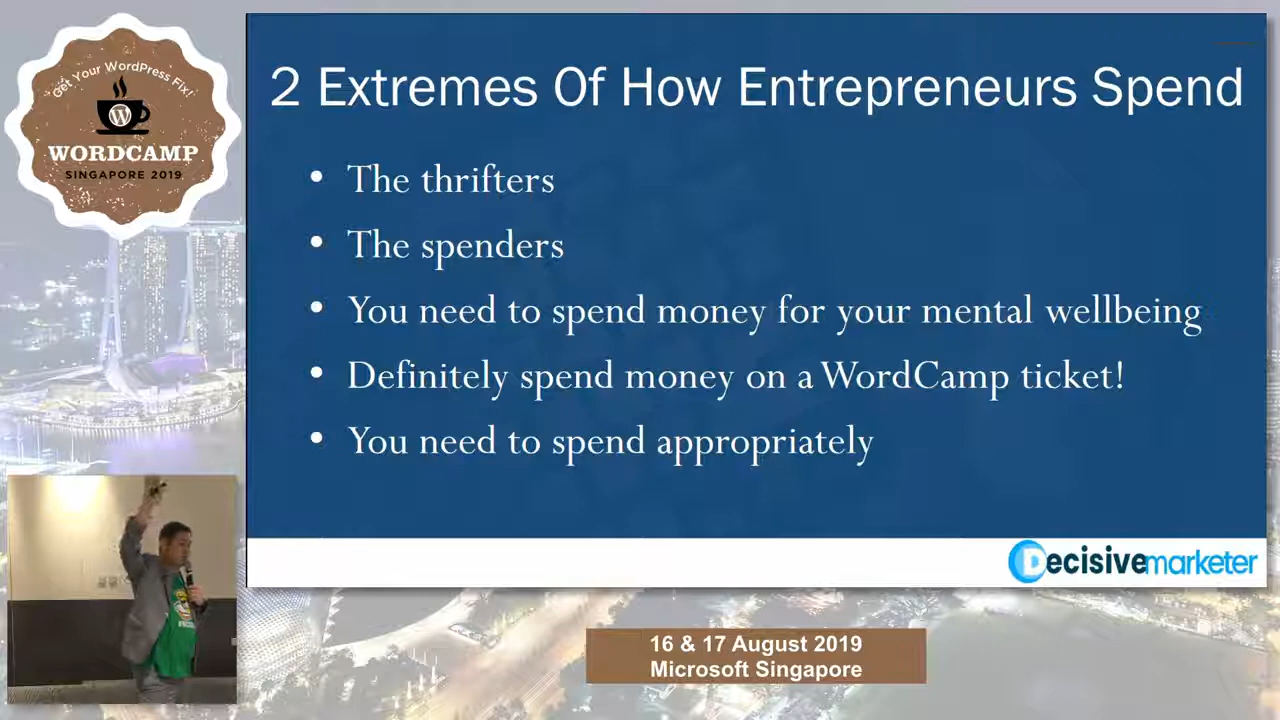 Get Your WordPress Fix!
WORDCAMP
SINGAPORE 2019
2 Extremes Of How Entrepreneurs Spend
• The thrifters
• The spenders
• You need to spend money for your mental wellbeing
• Definitely spend money on a WordCamp ticket!
• You need to spend appropriately
Decisivemarketer
16 & 17 August 2019
Microsoft Singapore